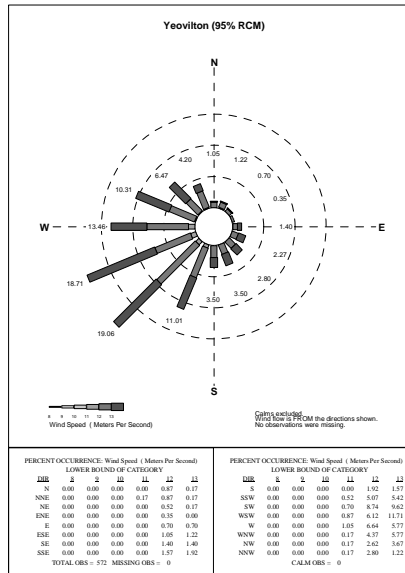 Yeovilton (95% RCM)
N
1.05
1.22
0.70
0.35
1.40
2.27
2.80
3.50
3.50
11.01
19.06
18.71
13.46
10.31
6.47
4.20
W
E
S
8 9 10 11 12 13
Wind Speed ( Meters Per Second)
Calms excluded.
Wind flow is FROM the directions shown.
No observations were missing.
PERCENT OCCURRENCE: Wind Speed ( Meters Per Second)
LOWER BOUND OF CATEGORY
DIR 8 9 10 11 12 13
N 0.00 0.00 0.00 0.00 0.87 0.17
NNE 0.00 0.00 0.00 0.17 0.87 0.17
NE 0.00 0.00 0.00 0.00 0.52 0.17
ENE 0.00 0.00 0.00 0.00 0.35 0.00
E 0.00 0.00 0.00 0.00 0.70 0.70
ESE 0.00 0.00 0.00 0.00 1.05 1.22
SE 0.00 0.00 0.00 0.00 1.40 1.40
SSE 0.00 0.00 0.00 0.00 1.57 1.92
TOTAL OBS = 572 MISSING OBS = 0
PERCENT OCCURRENCE: Wind Speed ( Meters Per Second)
LOWER BOUND OF CATEGORY
DIR 8 9 10 11 12 13
S 0.00 0.00 0.00 0.00 1.92 1.57
SSW 0.00 0.00 0.00 0.52 5.07 5.42
SW 0.00 0.00 0.00 0.70 8.74 9.62
WSW 0.00 0.00 0.00 0.87 6.12 11.71
W 0.00 0.00 0.00 1.05 6.64 5.77
WNW 0.00 0.00 0.00 0.17 4.37 5.77
NW 0.00 0.00 0.00 0.17 2.62 3.67
NNW 0.00 0.00 0.00 0.17 2.80 1.22
CALM OBS = 0